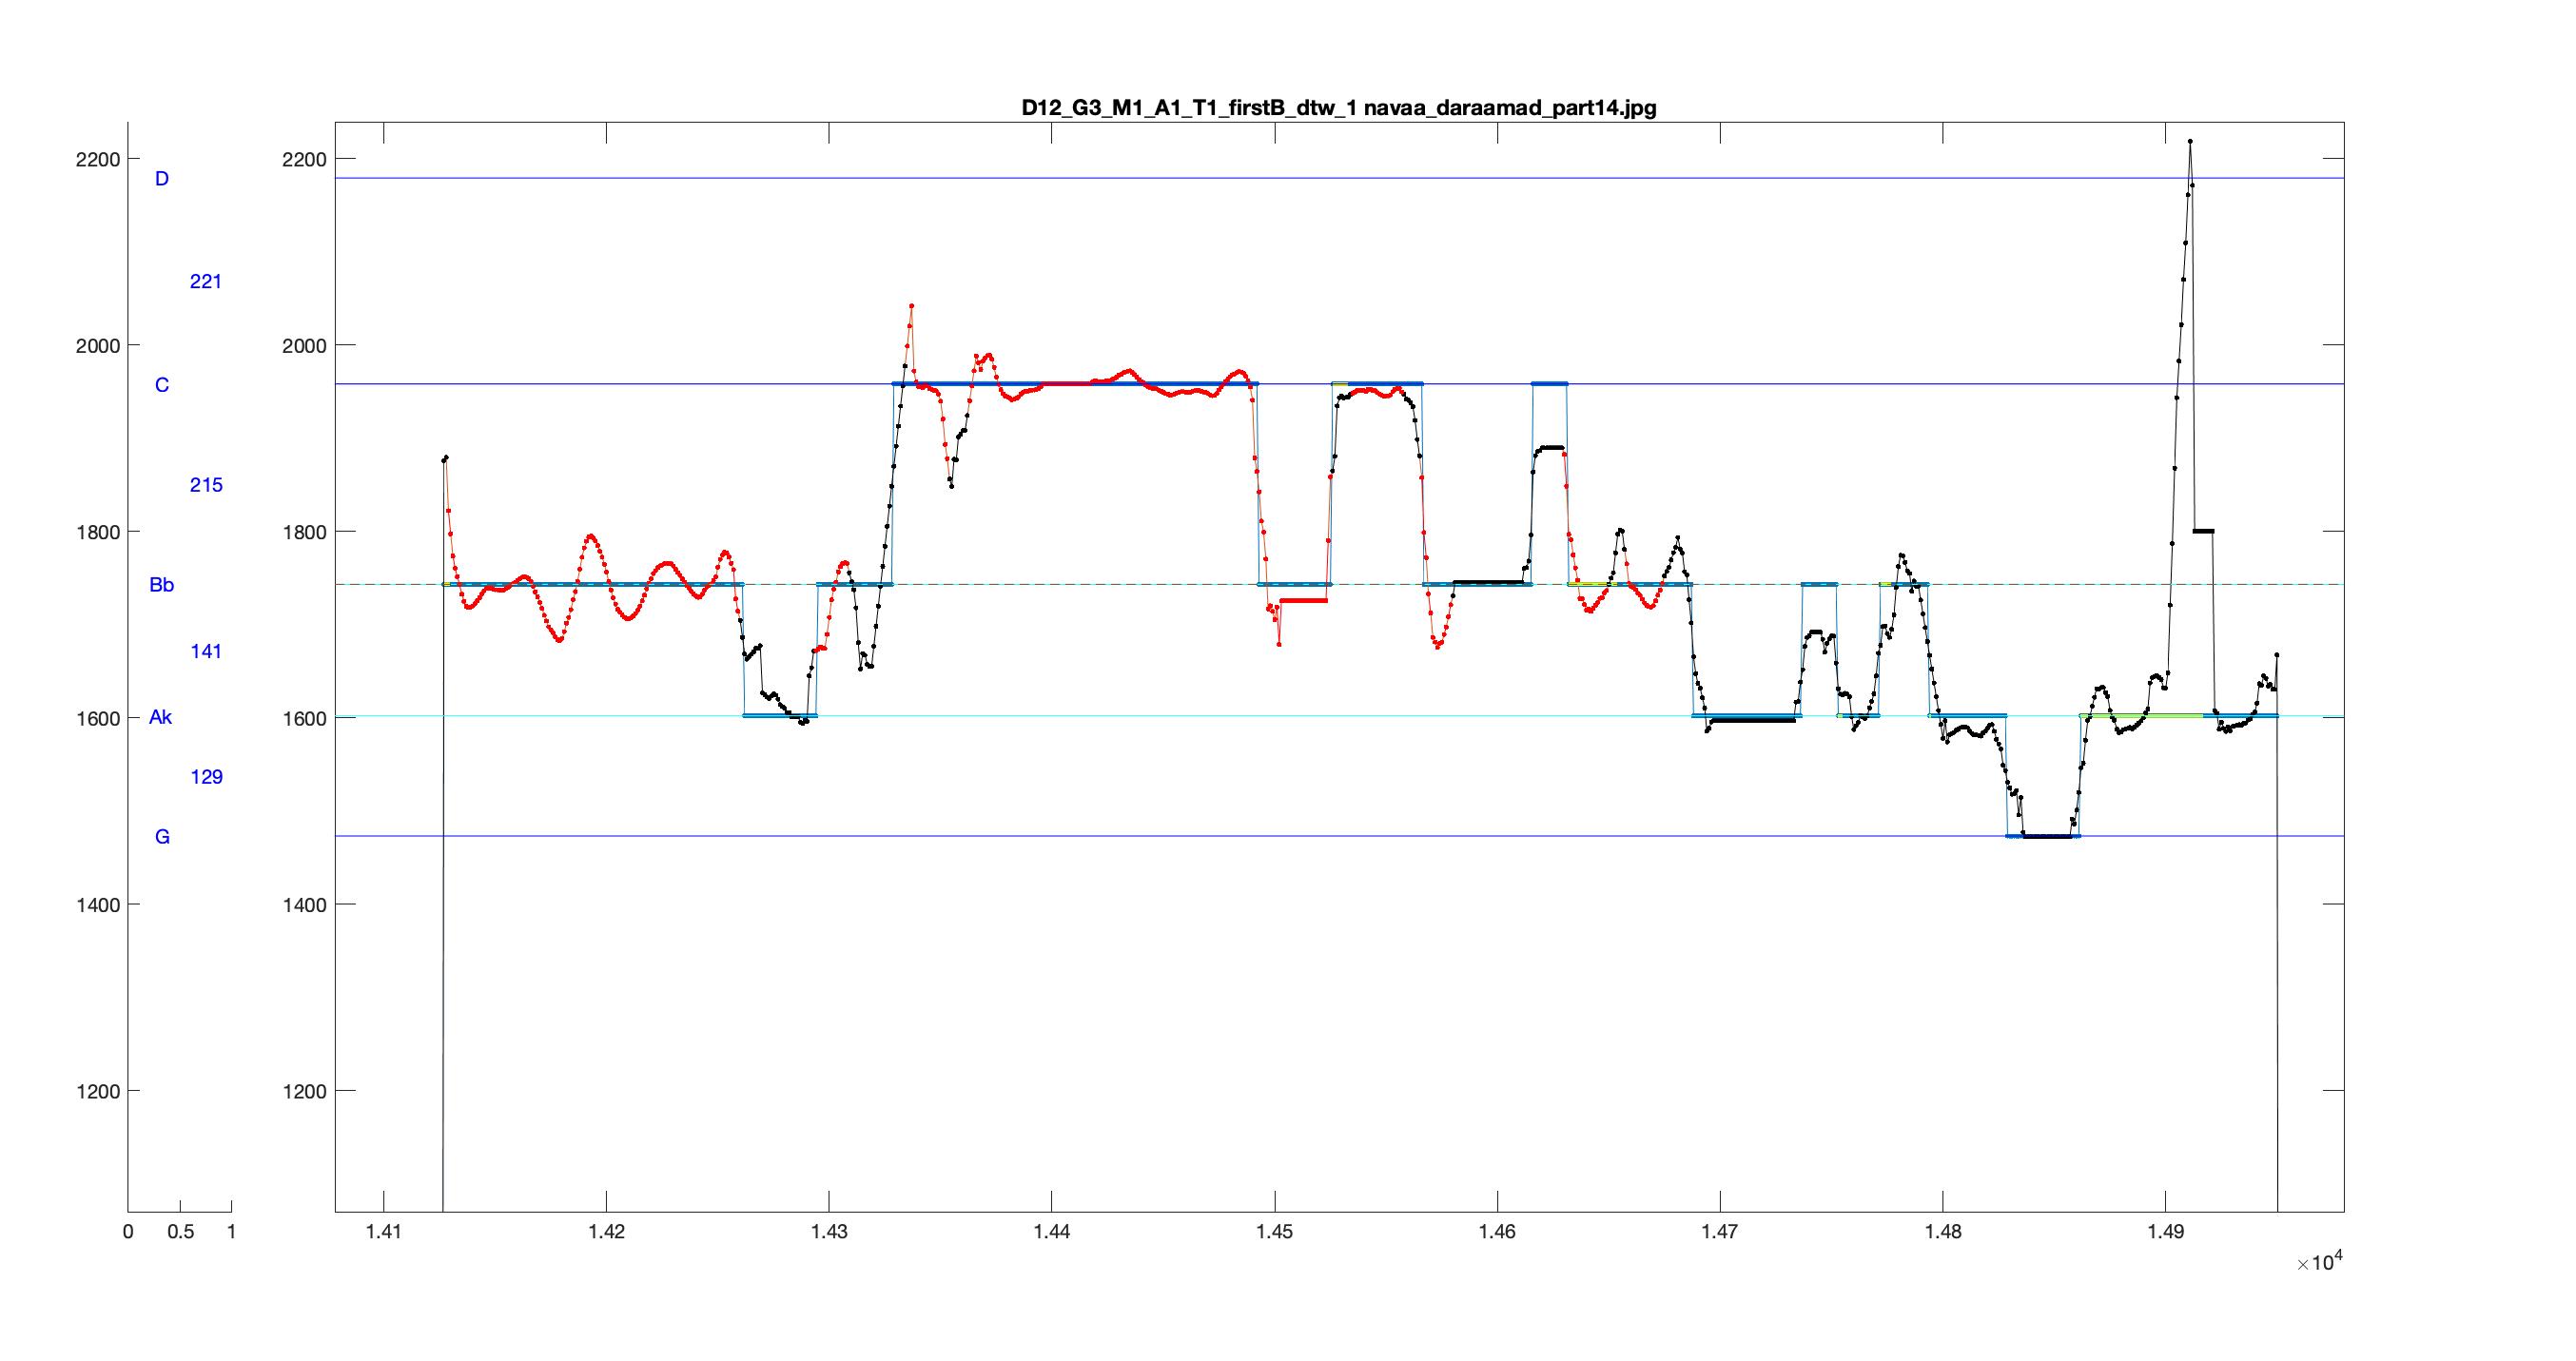 D12_G3_M1_A1_T1_firstB_dtw_1 navaa_daraamad_part14.jpg
2200 2200
D
221
2000 2000
C
215
1800 1800
Bb
141
1600 Ak 1600
129
G
1400 1400
1200 1200
0 0.5 1 1.41 1.42 1.43 1.44 1.45 1.46 1.47 1.48 1.49
×10^4